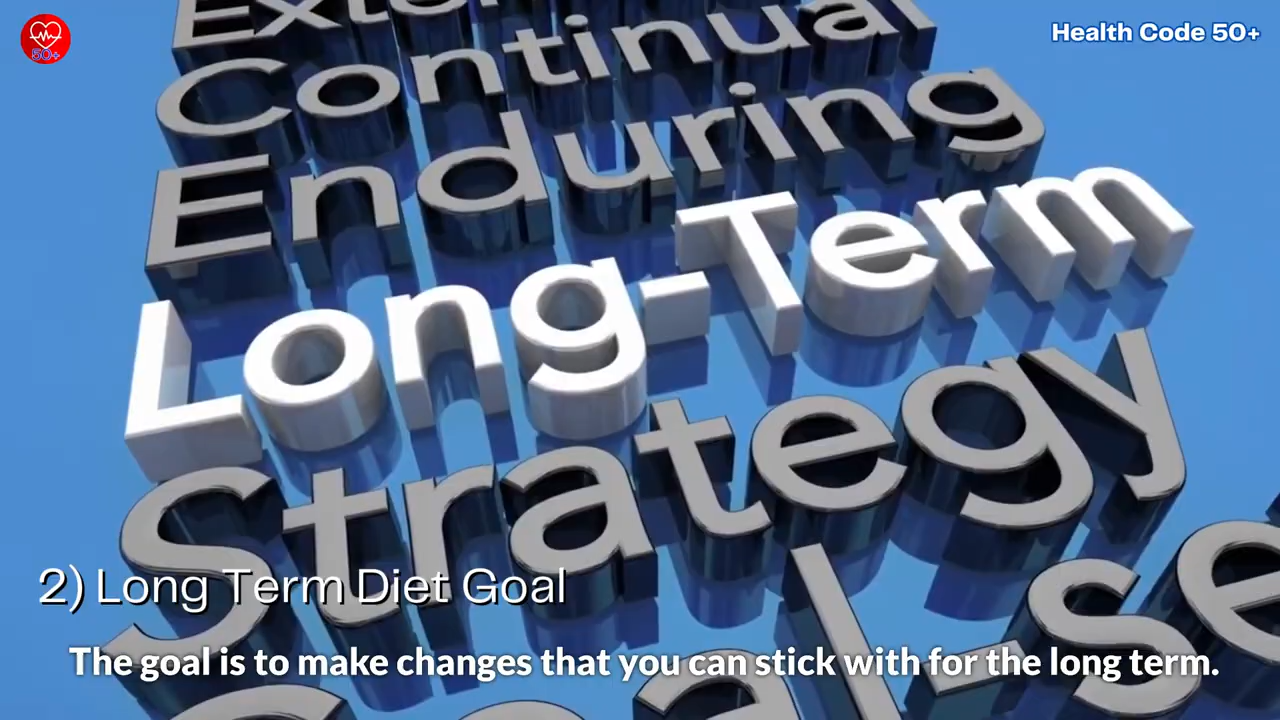 50+
Health Code 50+
Continual
Enduring
Long-Term
Strategy
2) Long Term Diet Goal
The goal is to make changes that you can stick with for the long term.